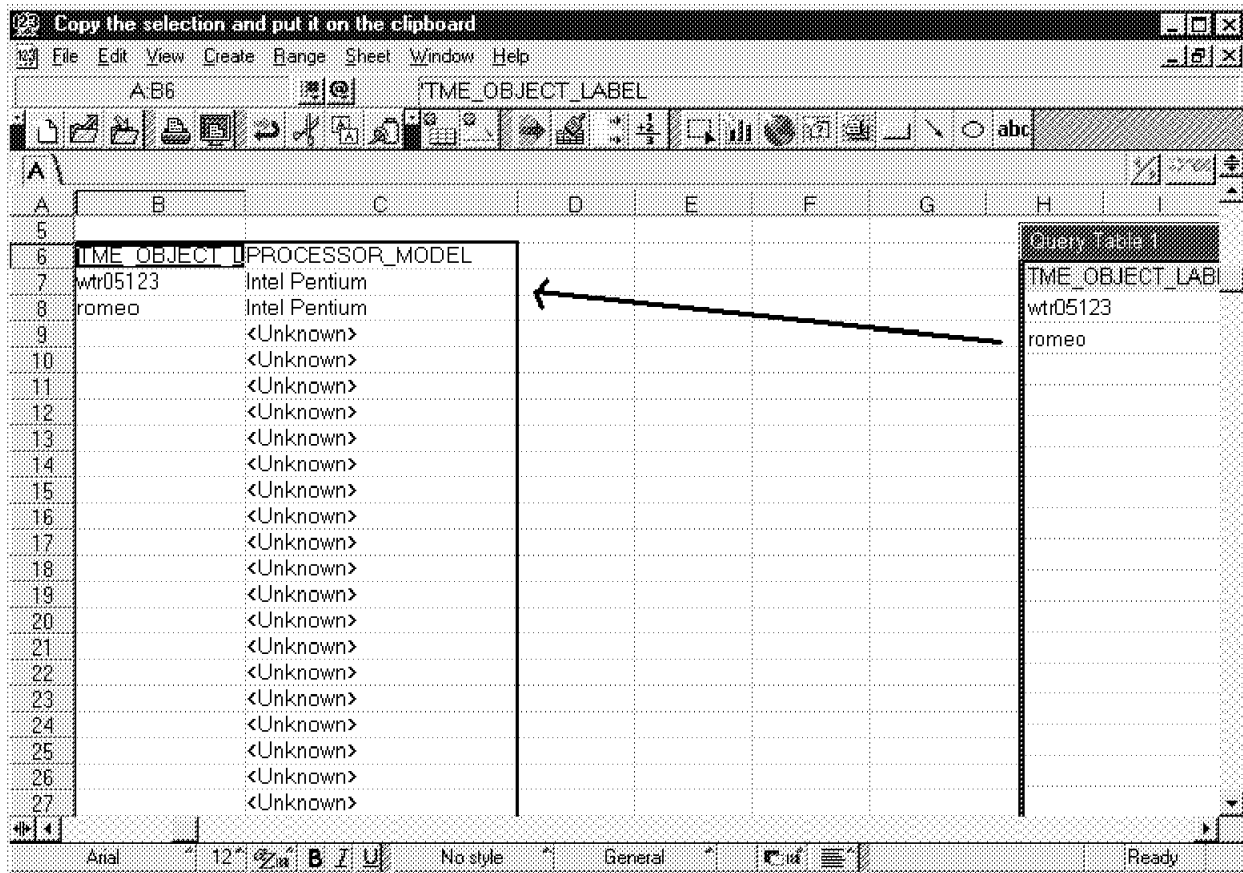 Copy the selection and put it on the clipboard
File Edit View Create Range Sheet Window Help
A:B6 @ 'TME_OBJECT_LABEL
abc
A
A B C D E F G H I
5
6 TME_OBJECT_L PROCESSOR_MODEL
7 wtr05123 Intel Pentium
8 romeo Intel Pentium
9 <Unknown>
10 <Unknown>
11 <Unknown>
12 <Unknown>
13 <Unknown>
14 <Unknown>
15 <Unknown>
16 <Unknown>
17 <Unknown>
18 <Unknown>
19 <Unknown>
20 <Unknown>
21 <Unknown>
22 <Unknown>
23 <Unknown>
24 <Unknown>
25 <Unknown>
26 <Unknown>
27 <Unknown>
Query Table 1
TME_OBJECT_LABI
wtr05123
romeo
Arial 12 B I U No style General Ready